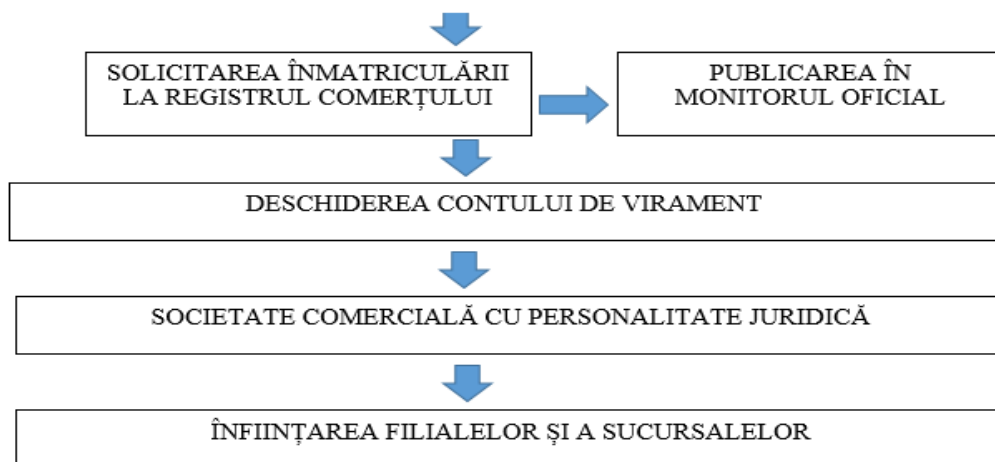 SOLICITAREA ÎNMATRICULĂRII
LA REGISTRUL COMERȚULUI
PUBLICAREA ÎN
MONITORUL OFICIAL
DESCHIDEREA CONTULUI DE VIRAMENT
SOCIETATE COMERCIALĂ CU PERSONALITATE JURIDICĂ
ÎNFIINȚAREA FILIALELOR ȘI A SUCURSALELOR